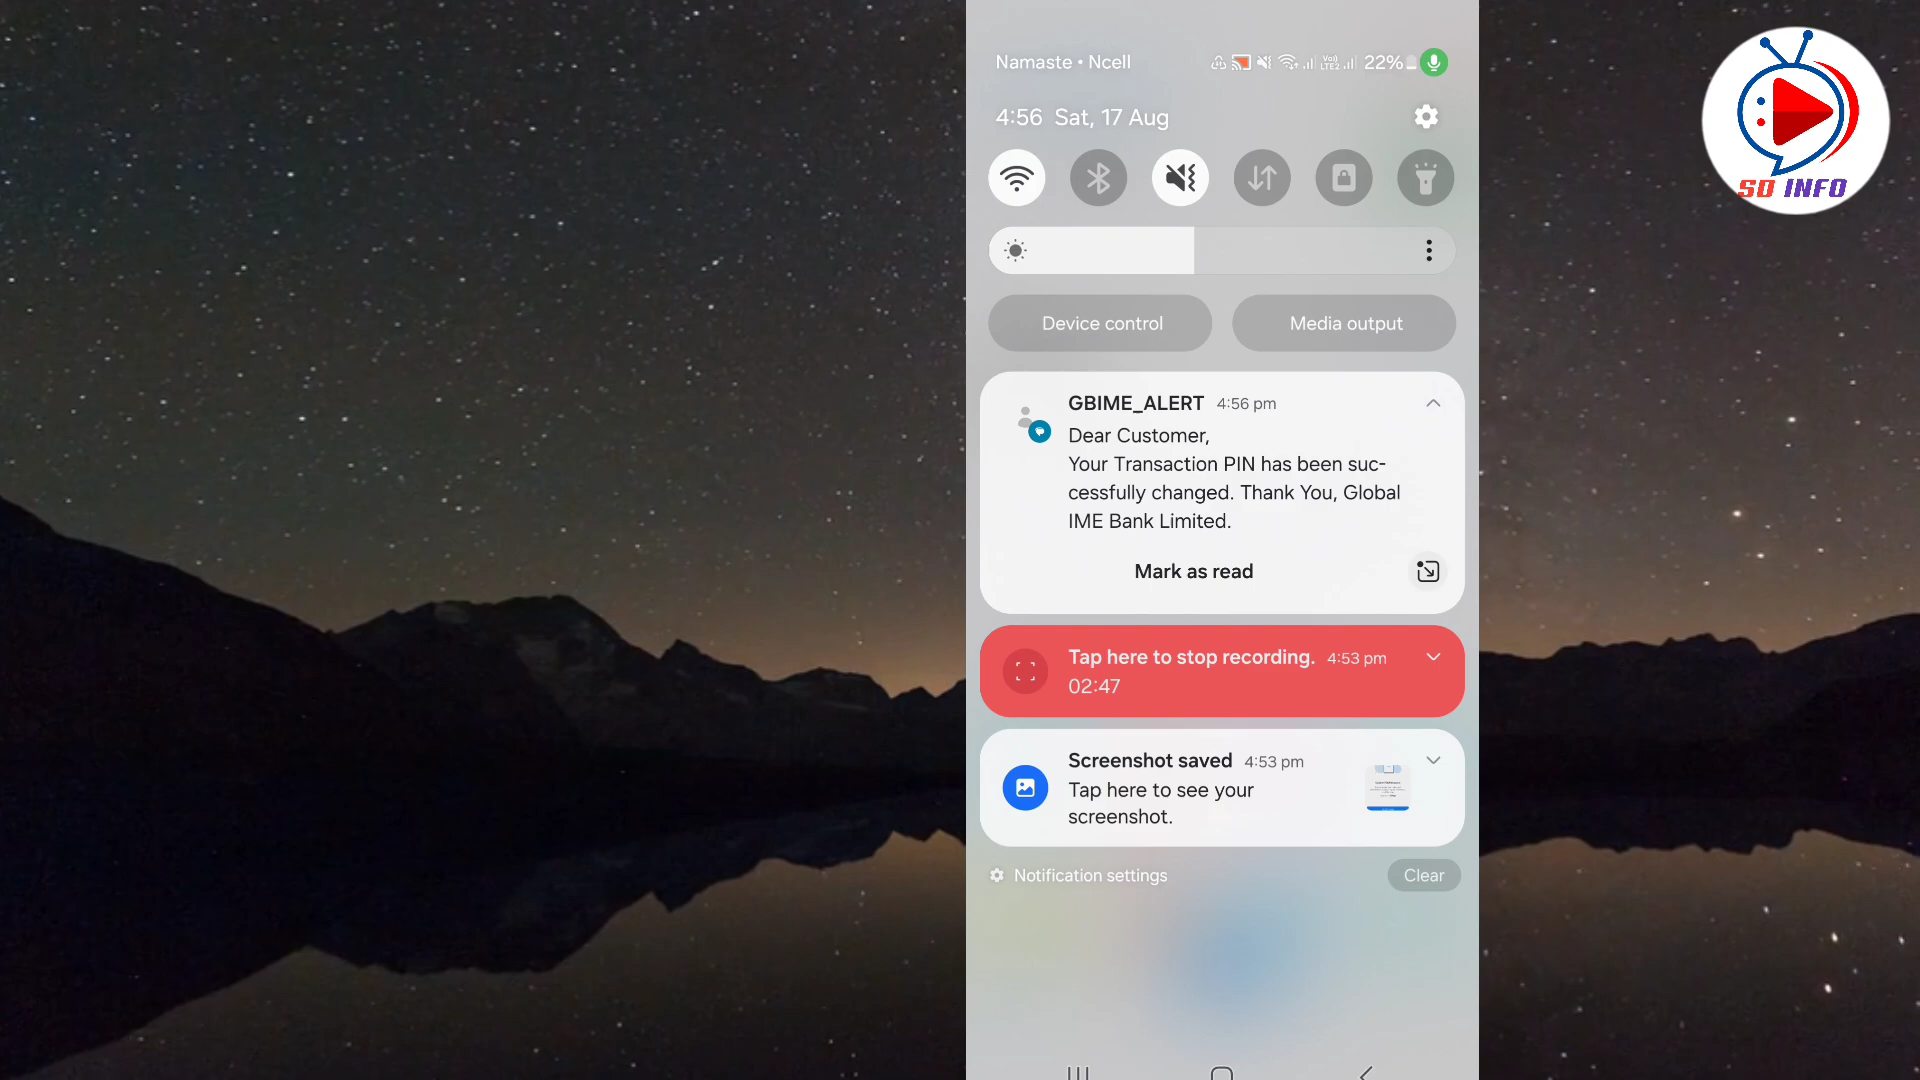 Namaste • Ncell
22%
4:56 Sat, 17 Aug
Device control
Media output
GBIME_ALERT 4:56 pm
Dear Customer,
Your Transaction PIN has been suc-
cessfully changed. Thank You, Global
IME Bank Limited.
Mark as read
Tap here to stop recording. 4:53 pm
02:47
Screenshot saved 4:53 pm
Tap here to see your
screenshot.
Notification settings
Clear
SD INFO